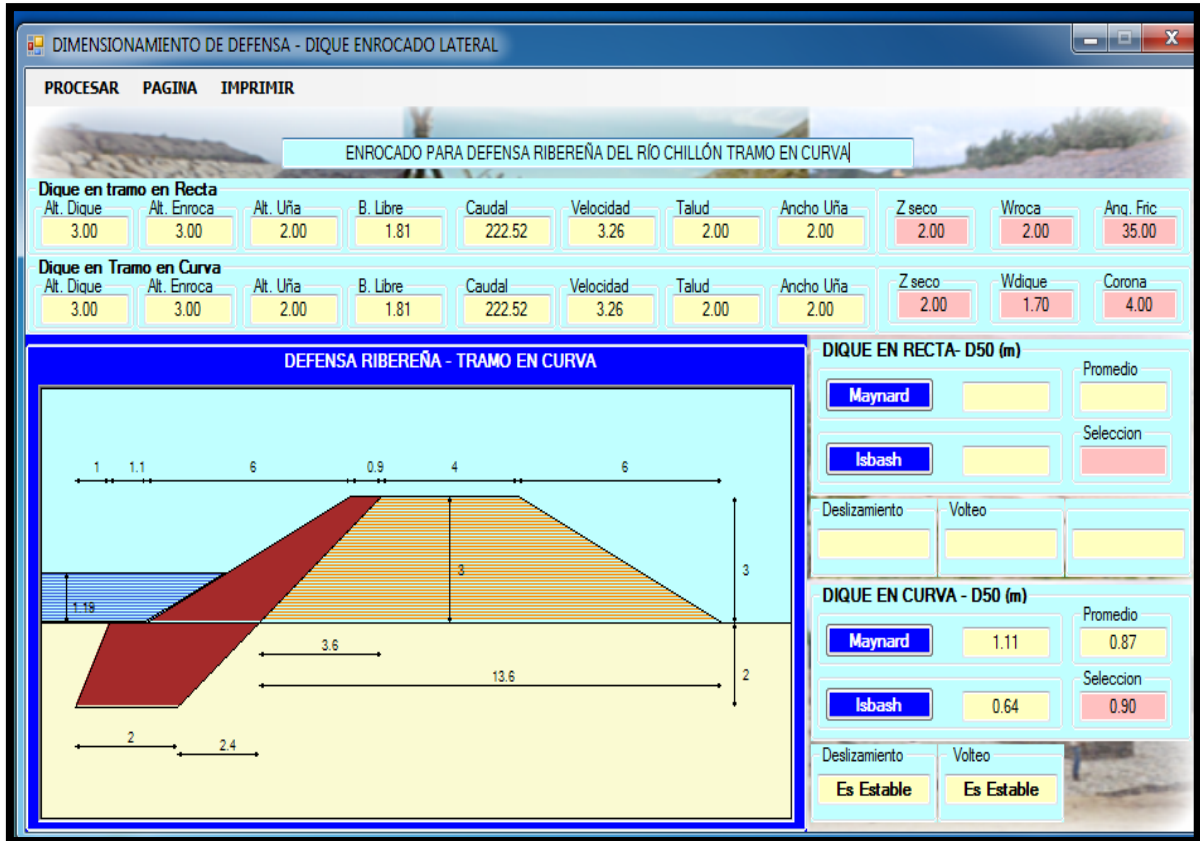 DIMENSIONAMIENTO DE DEFENSA - DIQUE ENROCADO LATERAL
X
PROCESAR PAGINA IMPRIMIR
ENROCADO PARA DEFENSA RIBEREÑA DEL RÍO CHILLÓN TRAMO EN CURVA
Dique en tramo en Recta
Alt. Dique Alt. Enroca Alt. Uña B. Libre Caudal Velocidad Talud Ancho Uña Z seco Wroca Ang. Fric
3.00 3.00 2.00 1.81 222.52 3.26 2.00 2.00 2.00 2.00 35.00
Dique en Tramo en Curva
Alt. Dique Alt. Enroca Alt. Uña B. Libre Caudal Velocidad Talud Ancho Uña Z seco Wdique Corona
3.00 3.00 2.00 1.81 222.52 3.26 2.00 2.00 2.00 1.70 4.00
DEFENSA RIBEREÑA - TRAMO EN CURVA
1 1.1 6 0.9 4 6
3 3
1.19
3.6
13.6 2
2 2.4
DIQUE EN RECTA- D50 (m)
Promedio
Maynard
Seleccion
Isbash
Deslizamiento Volteo
DIQUE EN CURVA - D50 (m)
Promedio
Maynard 1.11 0.87
Seleccion
Isbash 0.64 0.90
Deslizamiento Volteo
Es Estable Es Estable